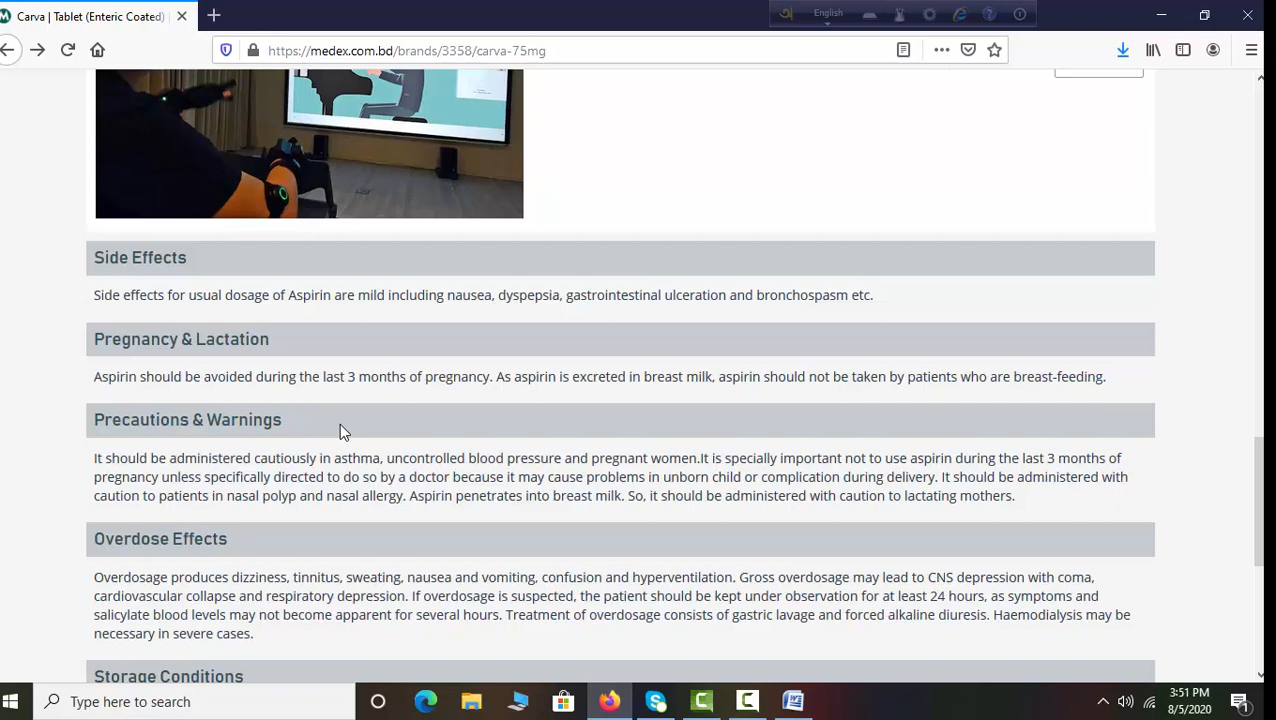 Carva | Tablet (Enteric Coated) |
English
https://medex.com.bd/brands/3358/carva-75mg
Side Effects
Side effects for usual dosage of Aspirin are mild including nausea, dyspepsia, gastrointestinal ulceration and bronchospasm etc.
Pregnancy & Lactation
Aspirin should be avoided during the last 3 months of pregnancy. As aspirin is excreted in breast milk, aspirin should not be taken by patients who are breast-feeding.
Precautions & Warnings
It should be administered cautiously in asthma, uncontrolled blood pressure and pregnant women.It is specially important not to use aspirin during the last 3 months of
pregnancy unless specifically directed to do so by a doctor because it may cause problems in unborn child or complication during delivery. It should be administered with
caution to patients in nasal polyp and nasal allergy. Aspirin penetrates into breast milk. So, it should be administered with caution to lactating mothers.
Overdose Effects
Overdosage produces dizziness, tinnitus, sweating, nausea and vomiting, confusion and hyperventilation. Gross overdosage may lead to CNS depression with coma,
cardiovascular collapse and respiratory depression. If overdosage is suspected, the patient should be kept under observation for at least 24 hours, as symptoms and
salicylate blood levels may not become apparent for several hours. Treatment of overdosage consists of gastric lavage and forced alkaline diuresis. Haemodialysis may be
necessary in severe cases.
Storage Conditions
Type here to search
3:51 PM
8/5/2020